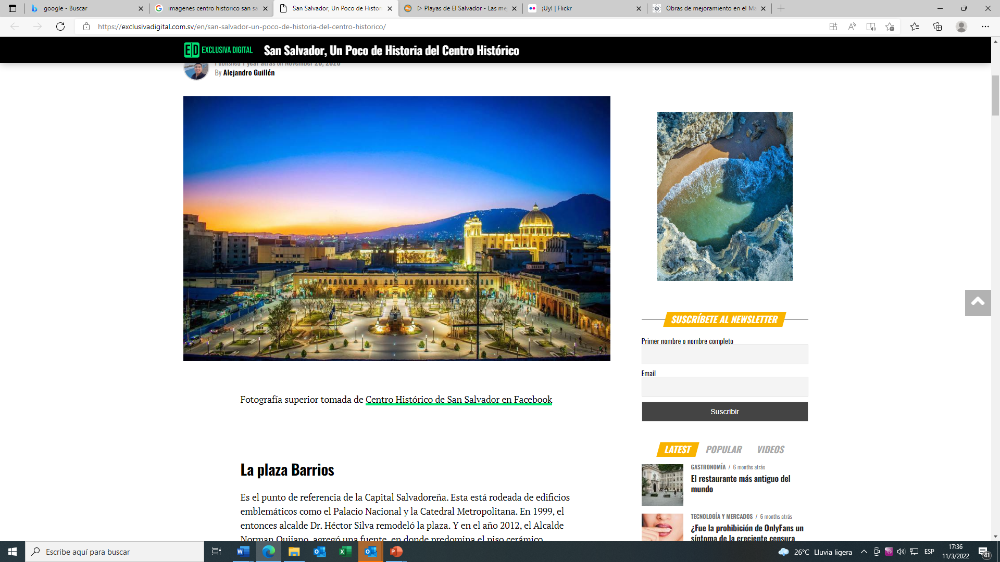 google - Buscar
imagenes centro historico san sa
San Salvador, Un Poco de Histori
▷ Playas de El Salvador - Las me
¡Uy! | Flickr
Obras de mejoramiento en el Ma
https://exclusivadigital.com.sv/en/san-salvador-un-poco-de-historia-del-centro-historico/
E|D EXCLUSIVA DIGITAL
San Salvador, Un Poco de Historia del Centro Histórico
Published 1 year atrás on November 26, 2020
By Alejandro Guillén
Fotografía superior tomada de Centro Histórico de San Salvador en Facebook
La plaza Barrios
Es el punto de referencia de la Capital Salvadoreña. Esta está rodeada de edificios
emblemáticos como el Palacio Nacional y la Catedral Metropolitana. En 1999, el
entonces alcalde Dr. Héctor Silva remodeló la plaza. Y en el año 2012, el Alcalde
Norman Quijano, agregó una fuente, en donde predomina el piso cerámico
SUSCRÍBETE AL NEWSLETTER
Primer nombre o nombre completo
Email
Suscribir
LATEST
POPULAR
VIDEOS
GASTRONOMÍA / 6 months atrás
El restaurante más antiguo del
mundo
TECNOLOGÍA Y MERCADOS / 6 months atrás
¿Fue la prohibición de OnlyFans un
síntoma de la creciente censura
Escribe aquí para buscar
26°C Lluvia ligera
ESP
17:36
11/3/2022
41